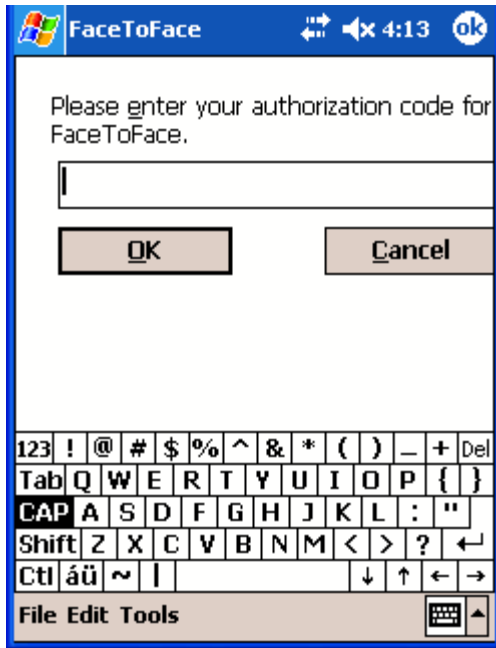 FaceToFace 4:13 ok
Please enter your authorization code for
FaceToFace.
OK Cancel
123 ! @ # $ % ^ & * ( ) _ + Del
Tab Q W E R T Y U I O P { }
CAP A S D F G H J K L : "
Shift Z X C V B N M < > ? ↵
Ctl áü ~ | ↓ ↑ ← →
File Edit Tools